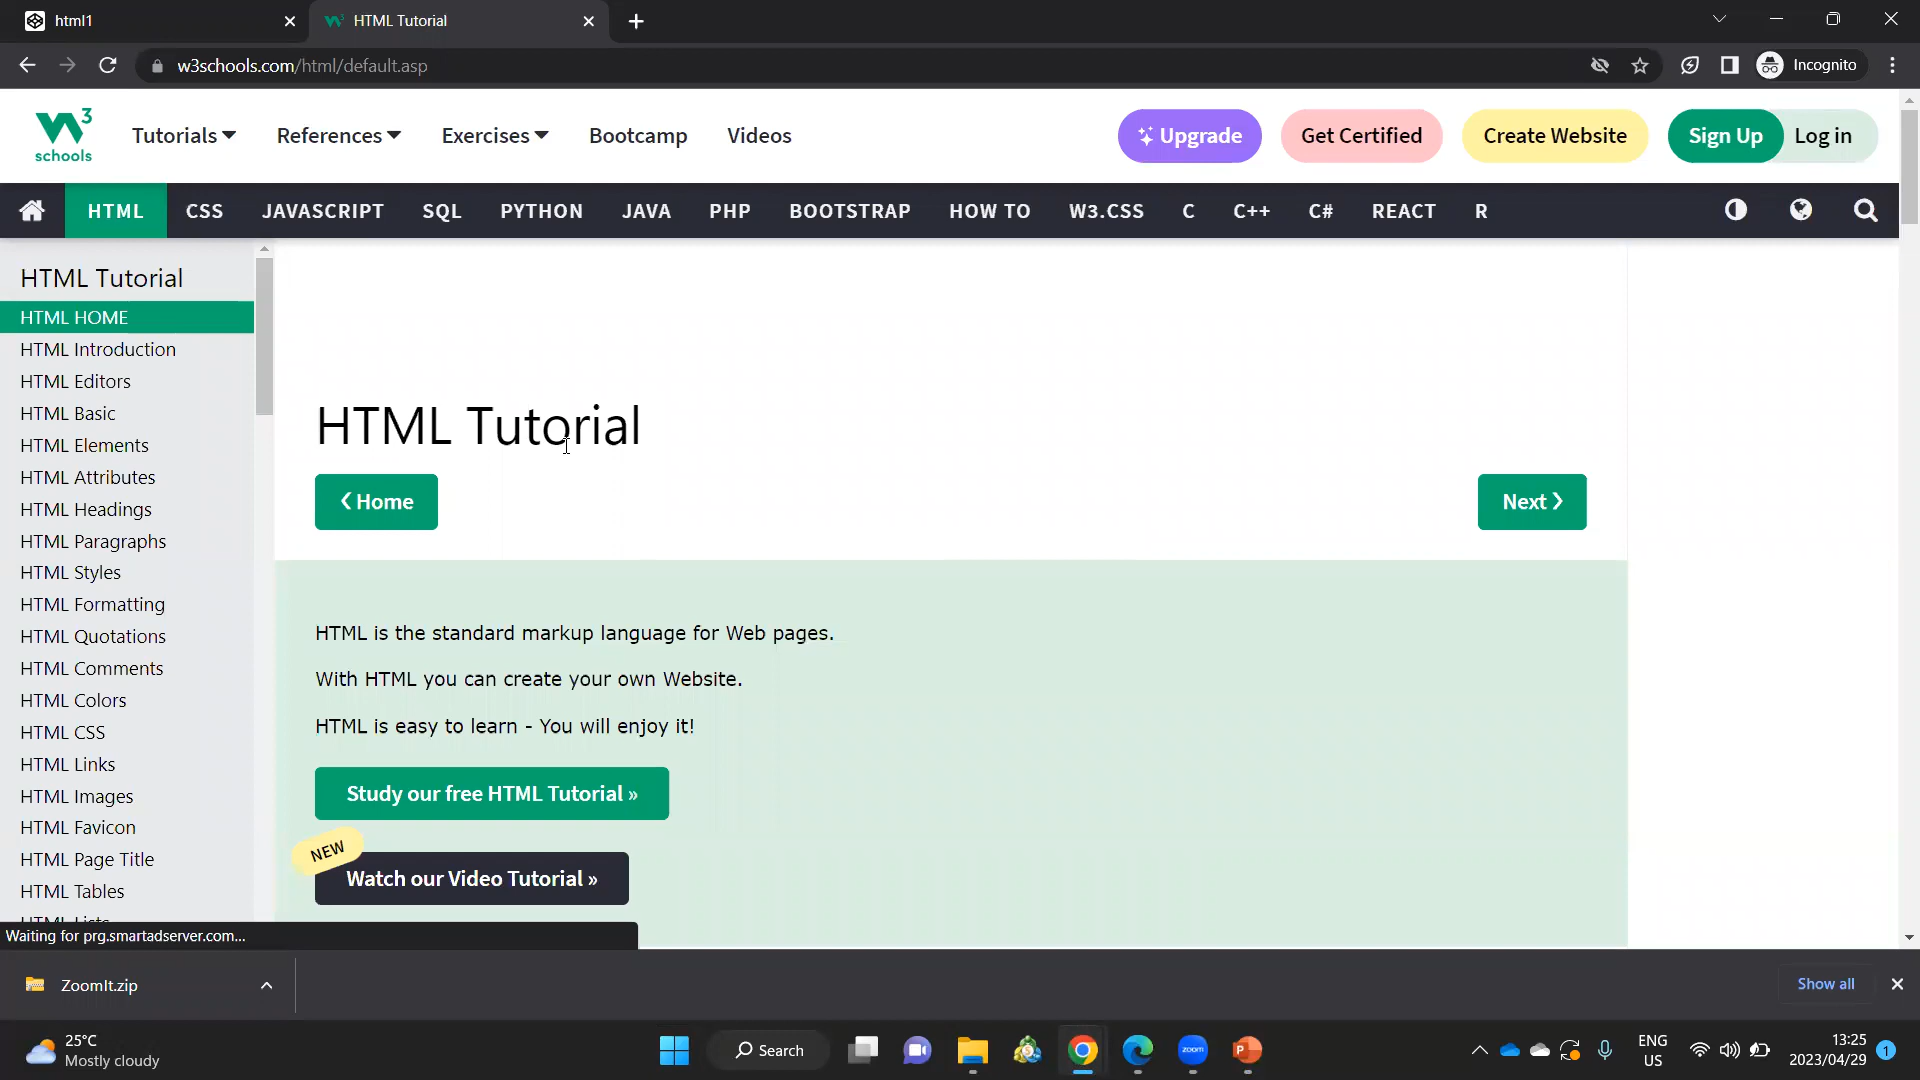 html1
HTML Tutorial
w3schools.com/html/default.asp
Incognito
W3 schools
Tutorials
References
Exercises
Bootcamp
Videos
Upgrade
Get Certified
Create Website
Sign Up
Log in
HTML
CSS
JAVASCRIPT
SQL
PYTHON
JAVA
PHP
BOOTSTRAP
HOW TO
W3.CSS
C
C++
C#
REACT
R
HTML Tutorial
HTML HOME
HTML Introduction
HTML Editors
HTML Basic
HTML Elements
HTML Attributes
HTML Headings
HTML Paragraphs
HTML Styles
HTML Formatting
HTML Quotations
HTML Comments
HTML Colors
HTML CSS
HTML Links
HTML Images
HTML Favicon
HTML Page Title
HTML Tables
HTML Lists
HTML Tutorial
❮ Home
Next ❯
HTML is the standard markup language for Web pages.
With HTML you can create your own Website.
HTML is easy to learn - You will enjoy it!
Study our free HTML Tutorial »
NEW
Watch our Video Tutorial »
Waiting for prg.smartadserver.com...
ZoomIt.zip
Show all
25°C
Mostly cloudy
Search
zoom
P
ENG
US
13:25
2023/04/29
1